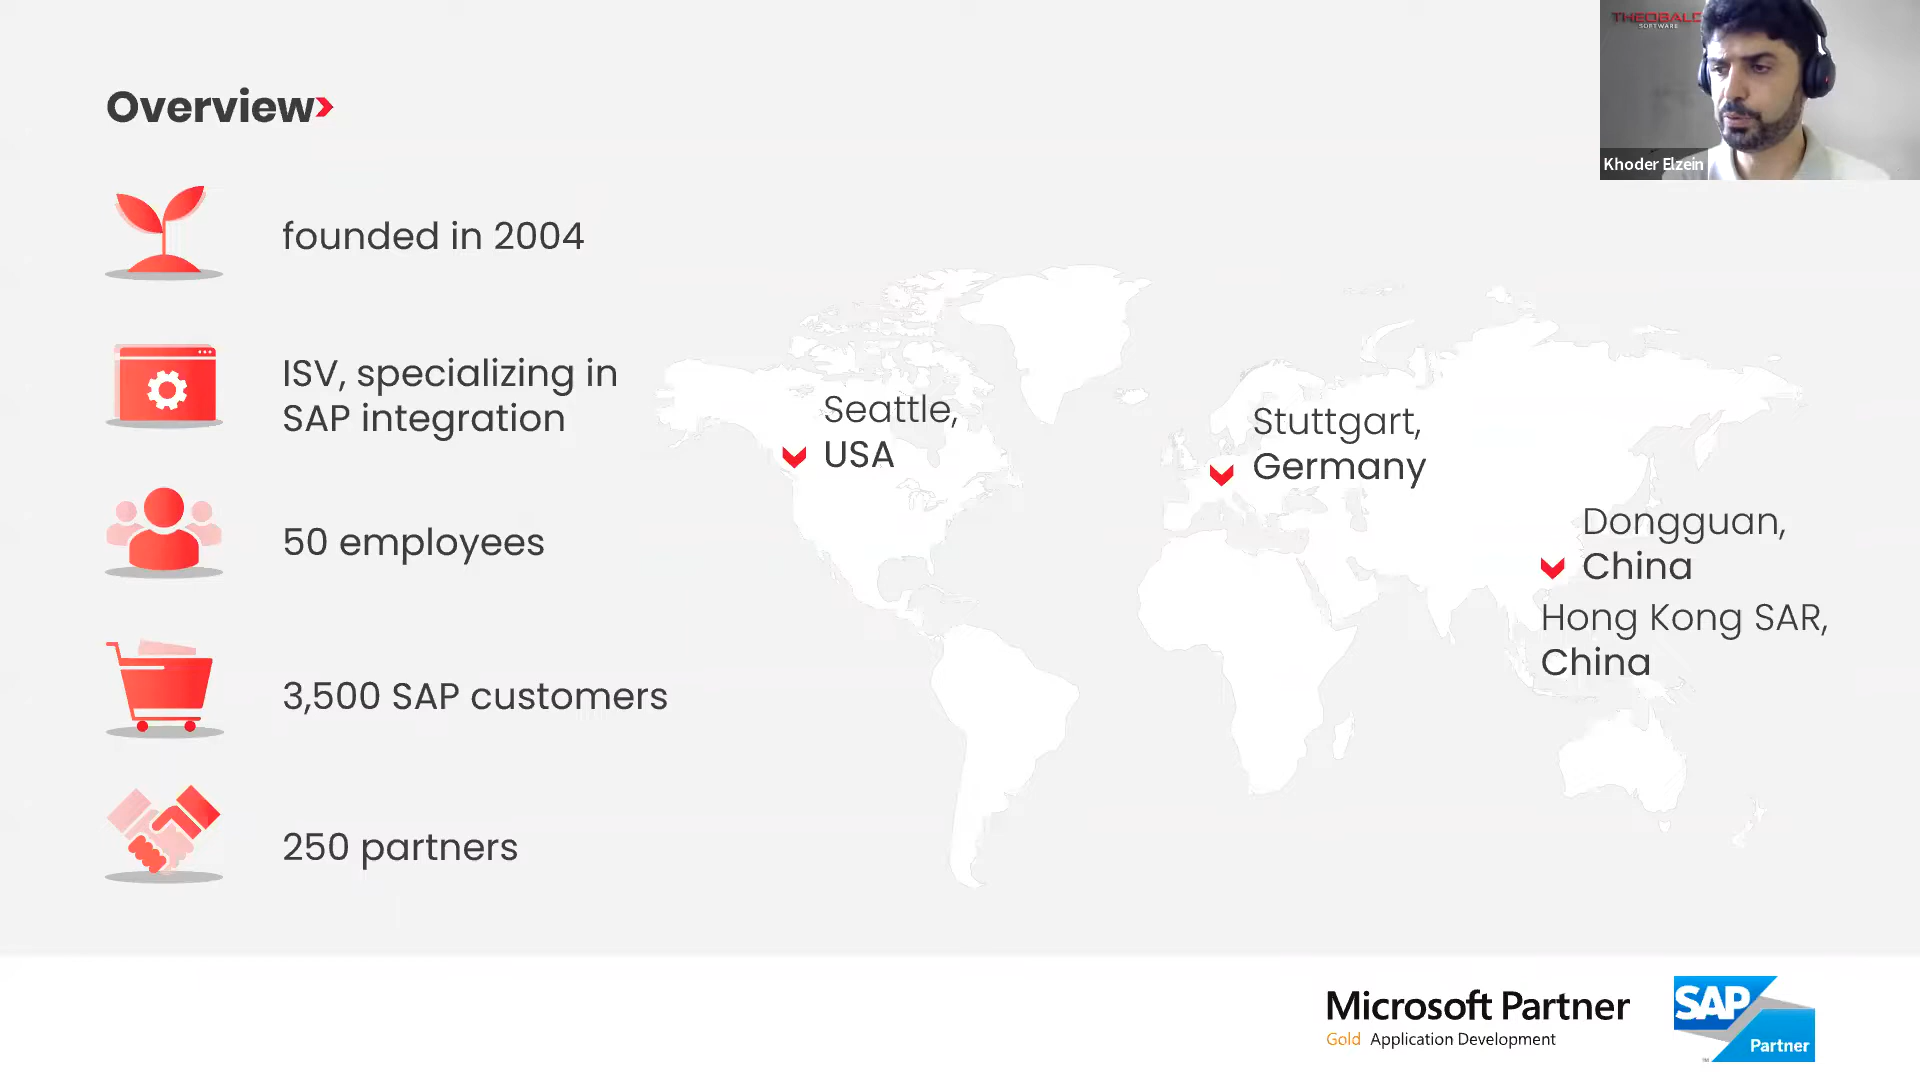 THEOBALD
SOFTWARE
Khoder Elzein
Overview
founded in 2004
ISV, specializing in
SAP integration
50 employees
3,500 SAP customers
250 partners
Seattle,
USA
Stuttgart,
Germany
Dongguan,
China
Hong Kong SAR,
China
Microsoft Partner
Gold Application Development
SAP
Partner